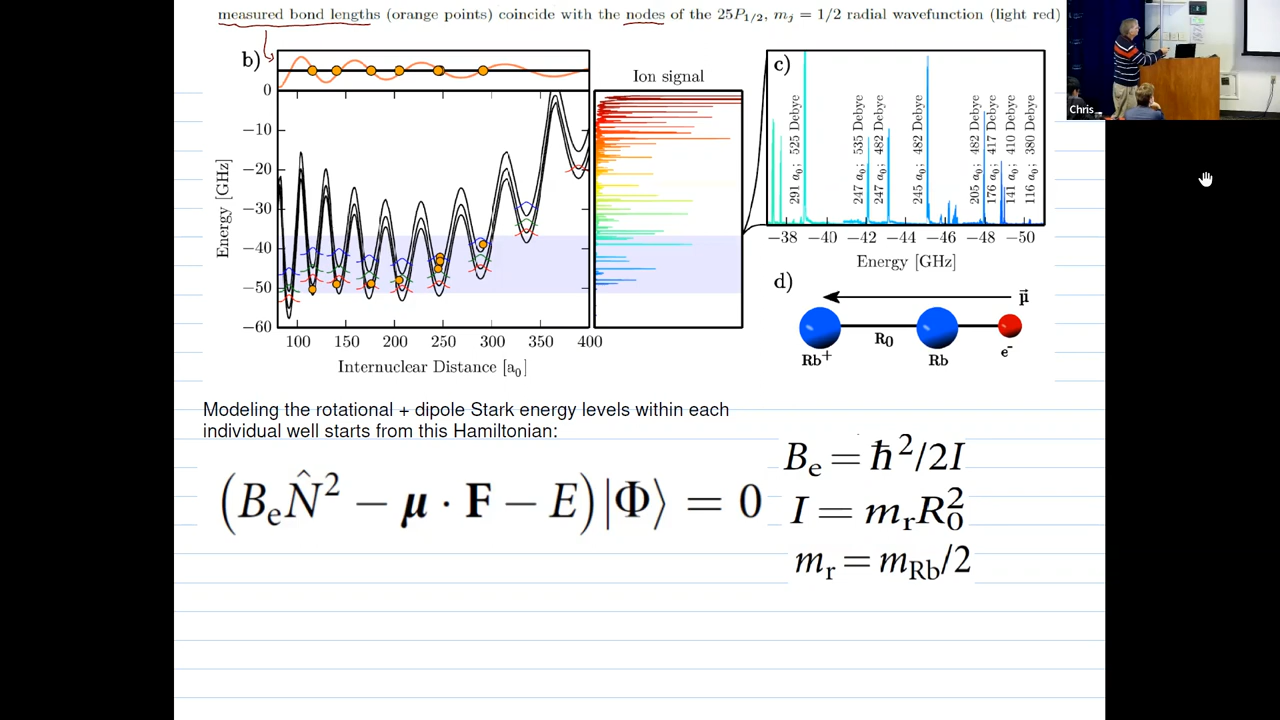 measured bond lengths (orange points) coincide with the nodes of the 25P₁/₂, mⱼ = 1/2 radial wavefunction (light red)
b)
Energy [GHz]
0
−10
−20
−30
−40
−50
−60
100 150 200 250 300 350 400
Internuclear Distance [a₀]
Ion signal
c)
291 a₀; 525 Debye
247 a₀; 535 Debye
247 a₀; 482 Debye
245 a₀; 482 Debye
205 a₀; 482 Debye
176 a₀; 417 Debye
141 a₀; 410 Debye
116 a₀; 380 Debye
−38 −40 −42 −44 −46 −48 −50
Energy [GHz]
d)
μ⃗
R₀
Rb⁺ Rb e⁻
Modeling the rotational + dipole Stark energy levels within each
individual well starts from this Hamiltonian:
(BₑN̂² − μ · F − E)|Φ⟩ = 0
Bₑ = ħ²/2I
I = mᵣR₀²
mᵣ = m_Rb/2
Chris